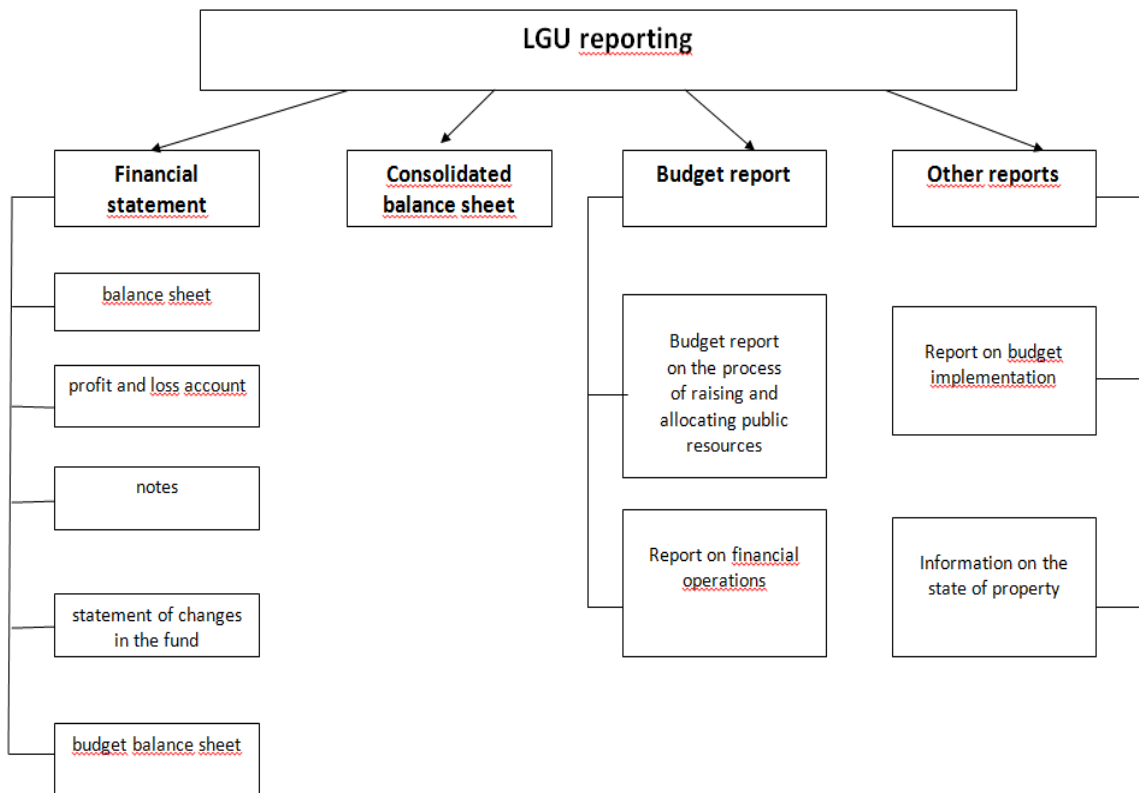 LGU reporting
Financial
statement
Consolidated
balance sheet
Budget report
Other reports
balance sheet
profit and loss account
notes
statement of changes
in the fund
budget balance sheet
Budget report
on the process
of raising and
allocating public
resources
Report on financial
operations
Report on budget
implementation
Information on the
state of property